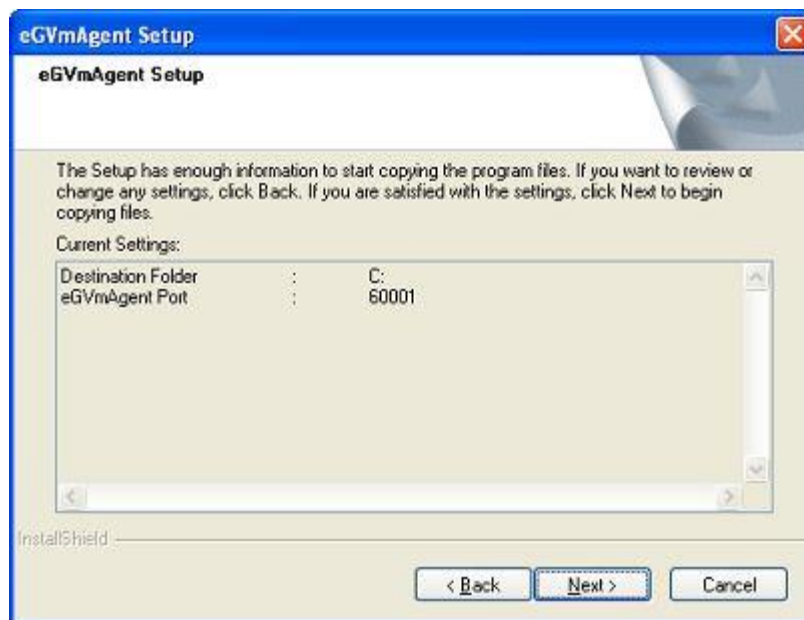 eGVmAgent Setup
eGVmAgent Setup
The Setup has enough information to start copying the program files. If you want to review or
change any settings, click Back. If you are satisfied with the settings, click Next to begin
copying files.
Current Settings:
Destination Folder : C:
eGVmAgent Port : 60001
InstallShield
< Back Next > Cancel